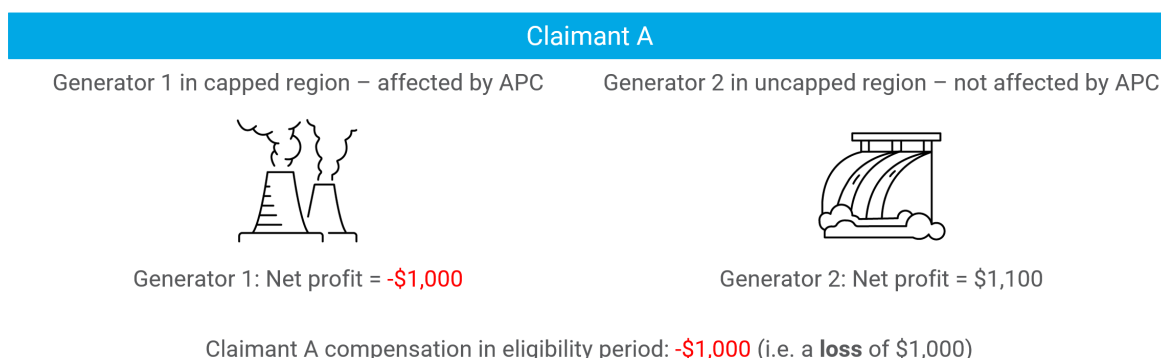 Claimant A
Generator 1 in capped region – affected by APC
Generator 2 in uncapped region – not affected by APC
Generator 1: Net profit = -$1,000
Generator 2: Net profit = $1,100
Claimant A compensation in eligibility period: -$1,000 (i.e. a loss of $1,000)